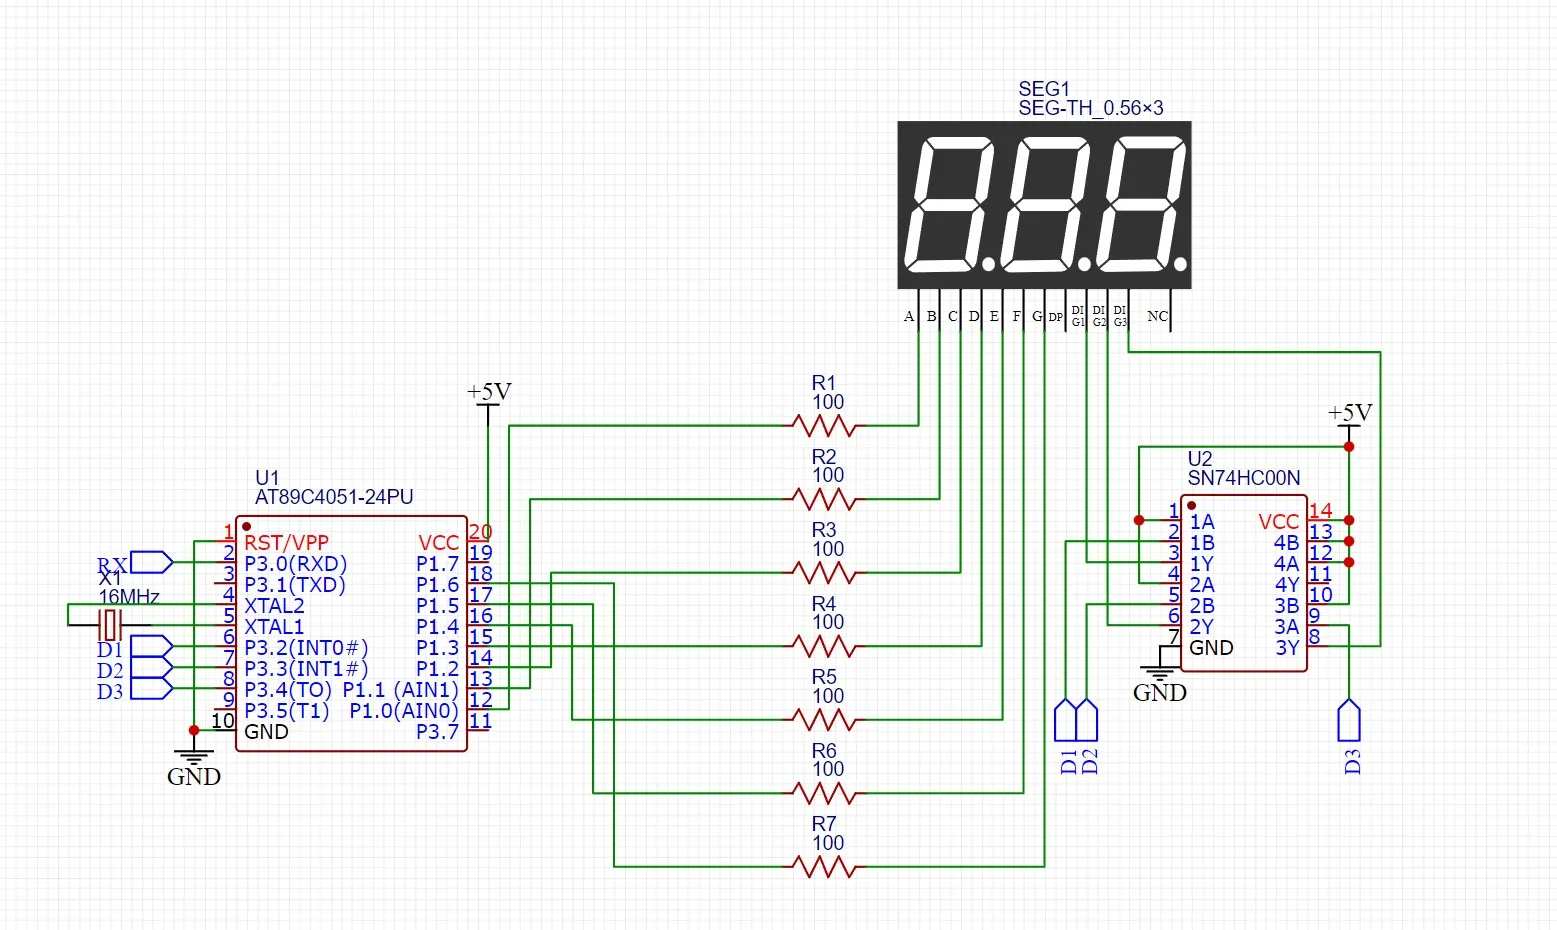 SEG1
SEG-TH_0.56×3
A B C D E F G DP DI G1 DI G2 DI G3 NC
+5V
R1
100
R2
100
R3
100
R4
100
R5
100
R6
100
R7
100
U1
AT89C4051-24PU
1 RST/VPP
2 P3.0(RXD)
3 P3.1(TXD)
4 XTAL2
5 XTAL1
6 P3.2(INT0#)
7 P3.3(INT1#)
8 P3.4(TO)
9 P3.5(T1)
10 GND
VCC 20
P1.7 19
P1.6 18
P1.5 17
P1.4 16
P1.3 15
P1.2 14
P1.1 (AIN1) 13
P1.0(AIN0) 12
P3.7 11
RX
X1
16MHz
D1
D2
D3
GND
+5V
U2
SN74HC00N
1 1A
2 1B
3 1Y
4 2A
5 2B
6 2Y
7 GND
VCC 14
4B 13
4A 12
4Y 11
3B 10
3A 9
3Y 8
GND
D1
D2
D3